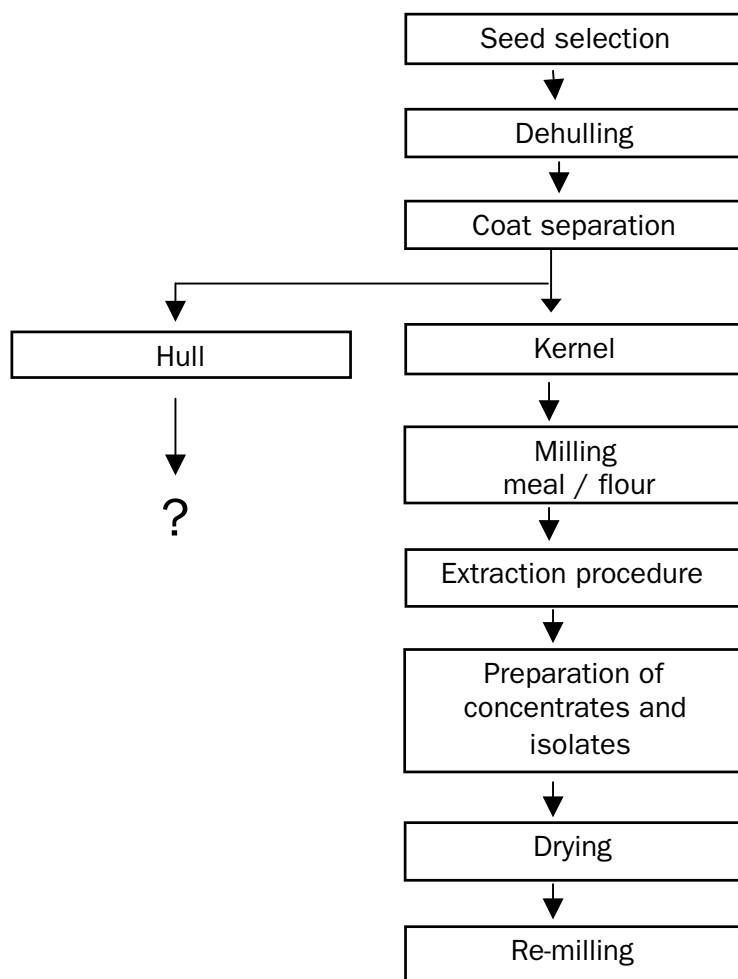 Seed selection
Dehulling
Coat separation
Hull
Kernel
?
Milling
meal / flour
Extraction procedure
Preparation of
concentrates and
isolates
Drying
Re-milling